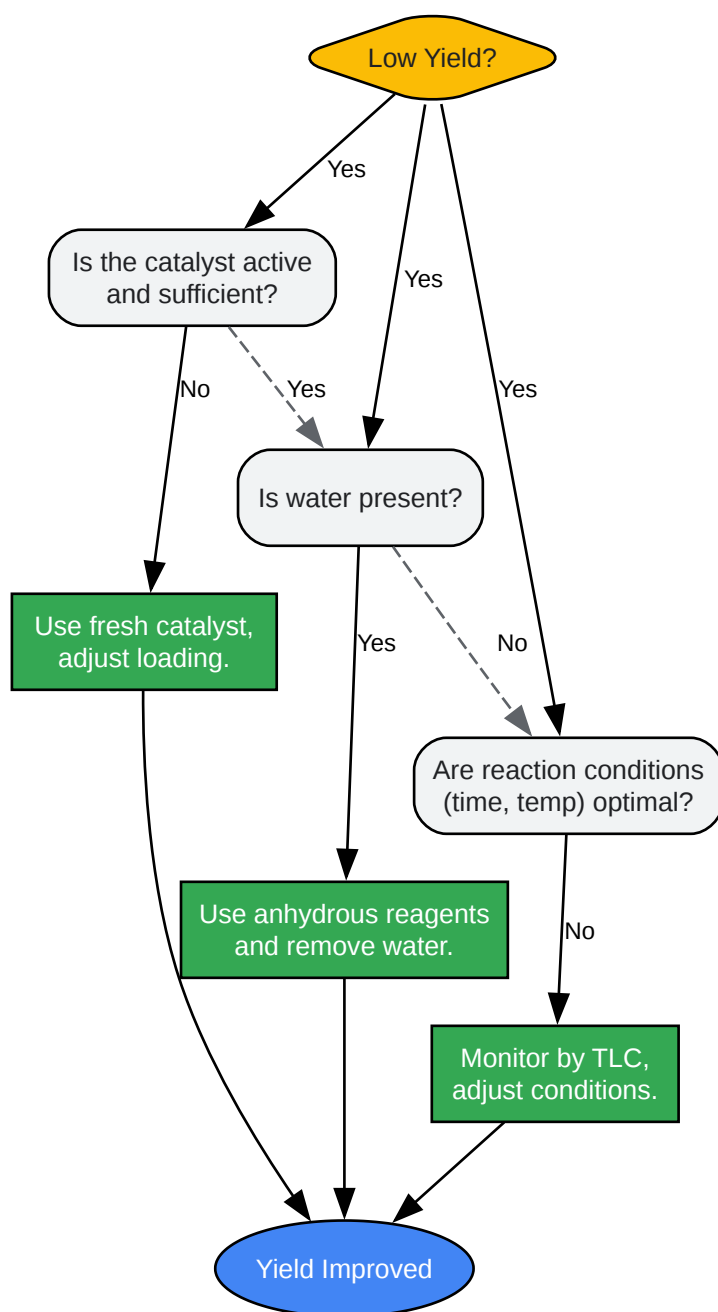 Low Yield?
Yes
Is the catalyst active
and sufficient?
Yes
No
Yes
Yes
Is water present?
Use fresh catalyst,
adjust loading.
Yes
No
Are reaction conditions
(time, temp) optimal?
Use anhydrous reagents
and remove water.
No
Monitor by TLC,
adjust conditions.
Yield Improved